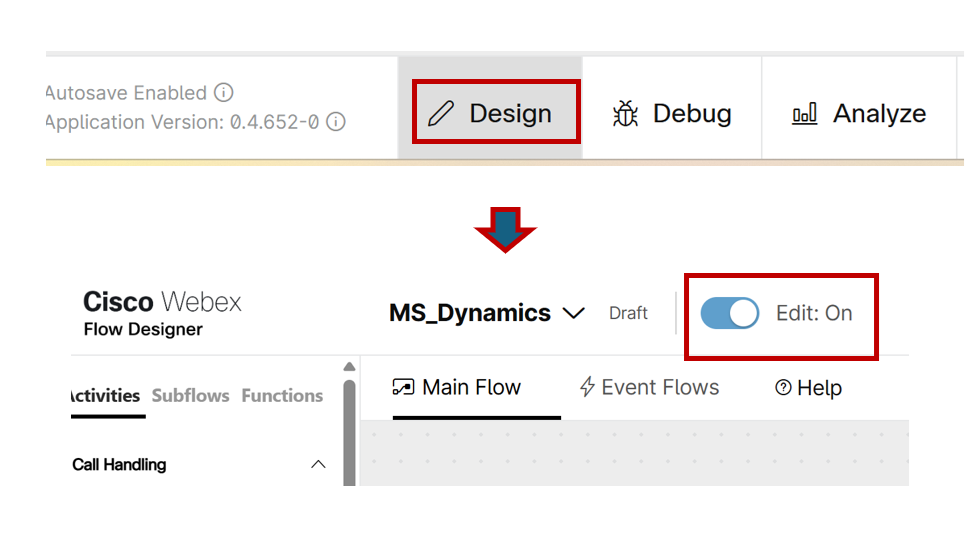 Autosave Enabled
Application Version: 0.4.652-0
Design
Debug
Analyze
Cisco Webex
Flow Designer
MS_Dynamics
Draft
Edit: On
Activities Subflows Functions
Main Flow
Event Flows
Help
Call Handling